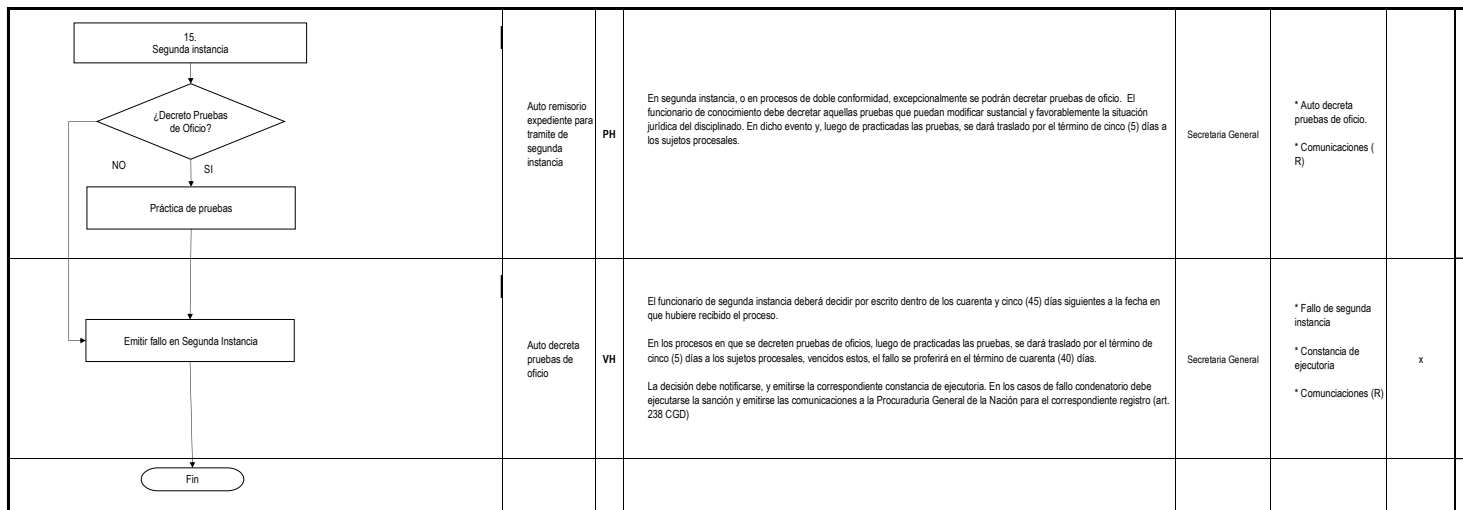 15.
Segunda instancia
¿Decreto Pruebas
de Oficio?
NO
SI
Práctica de pruebas
Auto remisorio
expediente para
tramite de
segunda
instancia
PH
En segunda instancia, o en procesos de doble conformidad, excepcionalmente se podrán decretar pruebas de oficio. El
funcionario de conocimiento debe decretar aquellas pruebas que puedan modificar sustancial y favorablemente la situación
jurídica del disciplinado. En dicho evento y, luego de practicadas las pruebas, se dará traslado por el término de cinco (5) días a
los sujetos procesales.
Secretaria General
* Auto decreta
pruebas de oficio.
* Comunicaciones (
R)
Emitir fallo en Segunda Instancia
Auto decreta
pruebas de
oficio
VH
El funcionario de segunda instancia deberá decidir por escrito dentro de los cuarenta y cinco (45) días siguientes a la fecha en
que hubiere recibido el proceso.
En los procesos en que se decreten pruebas de oficios, luego de practicadas las pruebas, se dará traslado por el término de
cinco (5) días a los sujetos procesales, vencidos estos, el fallo se proferirá en el término de cuarenta (40) días.
La decisión debe notificarse, y emitirse la correspondiente constancia de ejecutoria. En los casos de fallo condenatorio debe
ejecutarse la sanción y emitirse las comunicaciones a la Procuraduria General de la Nación para el correspondiente registro (art.
238 CGD)
Secretaria General
* Fallo de segunda
instancia
* Constancia de
ejecutoria
* Comunciaciones (R)
x
Fin